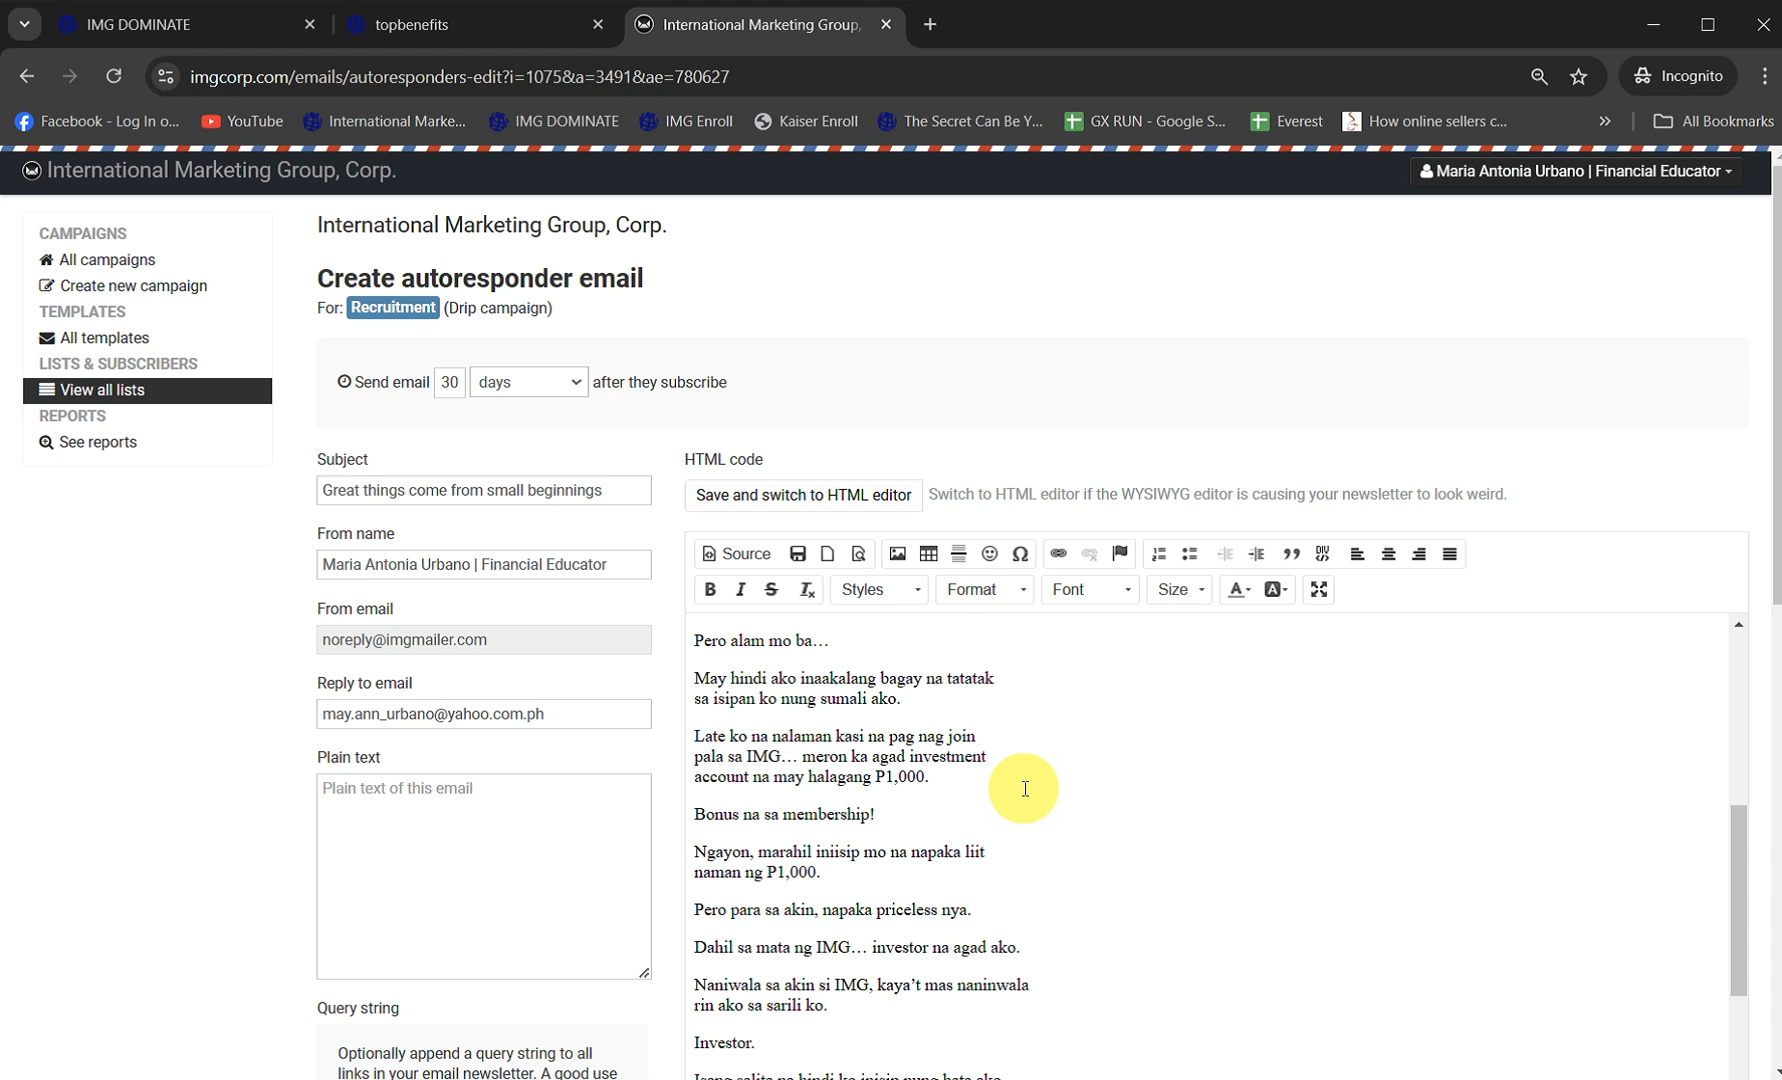 IMG DOMINATE
topbenefits
International Marketing Group,
imgcorp.com/emails/autoresponders-edit?i=1075&a=3491&ae=780627
Incognito
Facebook - Log In o...
YouTube
International Marke...
IMG DOMINATE
IMG Enroll
Kaiser Enroll
The Secret Can Be Y...
GX RUN - Google S...
Everest
How online sellers c...
»
All Bookmarks
International Marketing Group, Corp.
Maria Antonia Urbano | Financial Educator
CAMPAIGNS
All campaigns
Create new campaign
TEMPLATES
All templates
LISTS & SUBSCRIBERS
View all lists
REPORTS
See reports
International Marketing Group, Corp.
Create autoresponder email
For: Recruitment (Drip campaign)
Send email 30 days after they subscribe
Subject
Great things come from small beginnings
From name
Maria Antonia Urbano | Financial Educator
From email
noreply@imgmailer.com
Reply to email
may.ann_urbano@yahoo.com.ph
Plain text
Plain text of this email
Query string
Optionally append a query string to all
links in your email newsletter. A good use
HTML code
Save and switch to HTML editor Switch to HTML editor if the WYSIWYG editor is causing your newsletter to look weird.
Source
Styles Format Font Size
Pero alam mo ba…
May hindi ako inaakalang bagay na tatatak
sa isipan ko nung sumali ako.
Late ko na nalaman kasi na pag nag join
pala sa IMG… meron ka agad investment
account na may halagang P1,000.
Bonus na sa membership!
Ngayon, marahil iniisip mo na napaka liit
naman ng P1,000.
Pero para sa akin, napaka priceless nya.
Dahil sa mata ng IMG… investor na agad ako.
Naniwala sa akin si IMG, kaya’t mas naninwala
rin ako sa sarili ko.
Investor.
Isang salita na hindi ko inisip nung bata ako